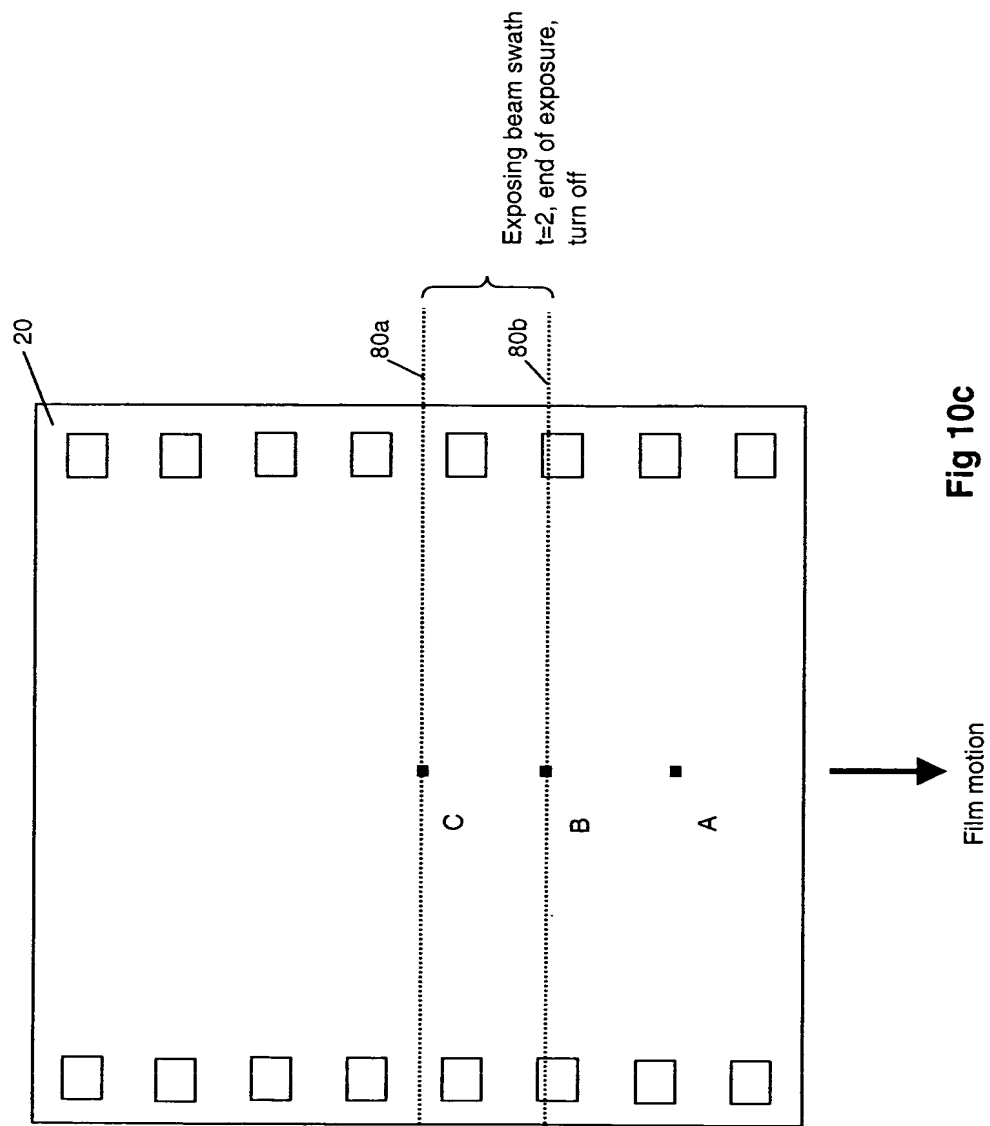 20
80a
80b
Exposing beam swath
t=2, end of exposure,
turn off
C
B
A
Film motion
Fig 10c